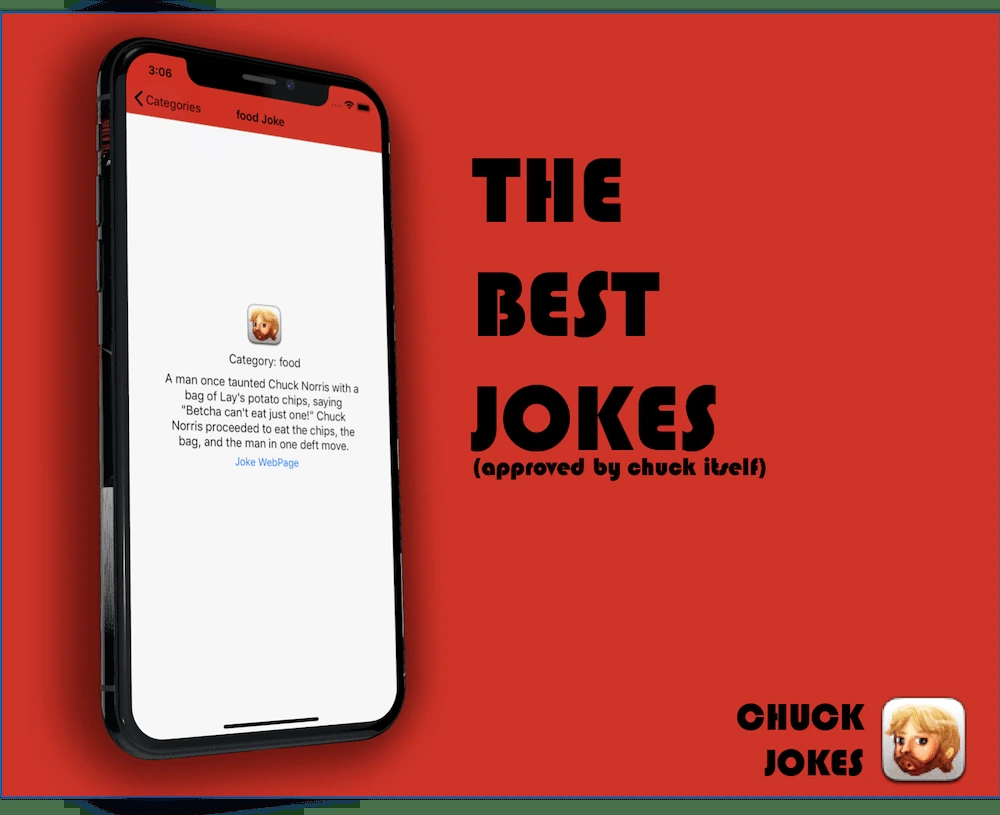 3:06
Categories
food Joke
Category: food
A man once taunted Chuck Norris with a
bag of Lay's potato chips, saying
"Betcha can't eat just one!" Chuck
Norris proceeded to eat the chips, the
bag, and the man in one deft move.
Joke WebPage
THE
BEST
JOKES
(approved by chuck itself)
CHUCK
JOKES